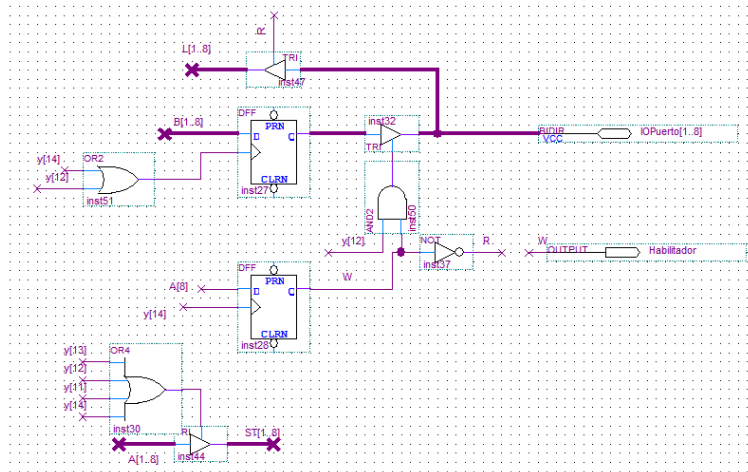 R
L[1..8]
TRI
inst47
B[1..8]
DFF
PRN
D
Q
CLRN
inst27
inst32
TRI
BIDIR
VCC
IOPuerto[1..8]
y[14]
y[12]
OR2
inst51
AND2
inst50
y[12]
NOT
inst37
R
W
OUTPUT
Habilitador
DFF
PRN
A[8]
D
Q
W
y[14]
CLRN
inst28
y[13]
y[12]
y[11]
y[14]
OR4
inst30
RI
A[1..8]
inst44
ST[1..8]